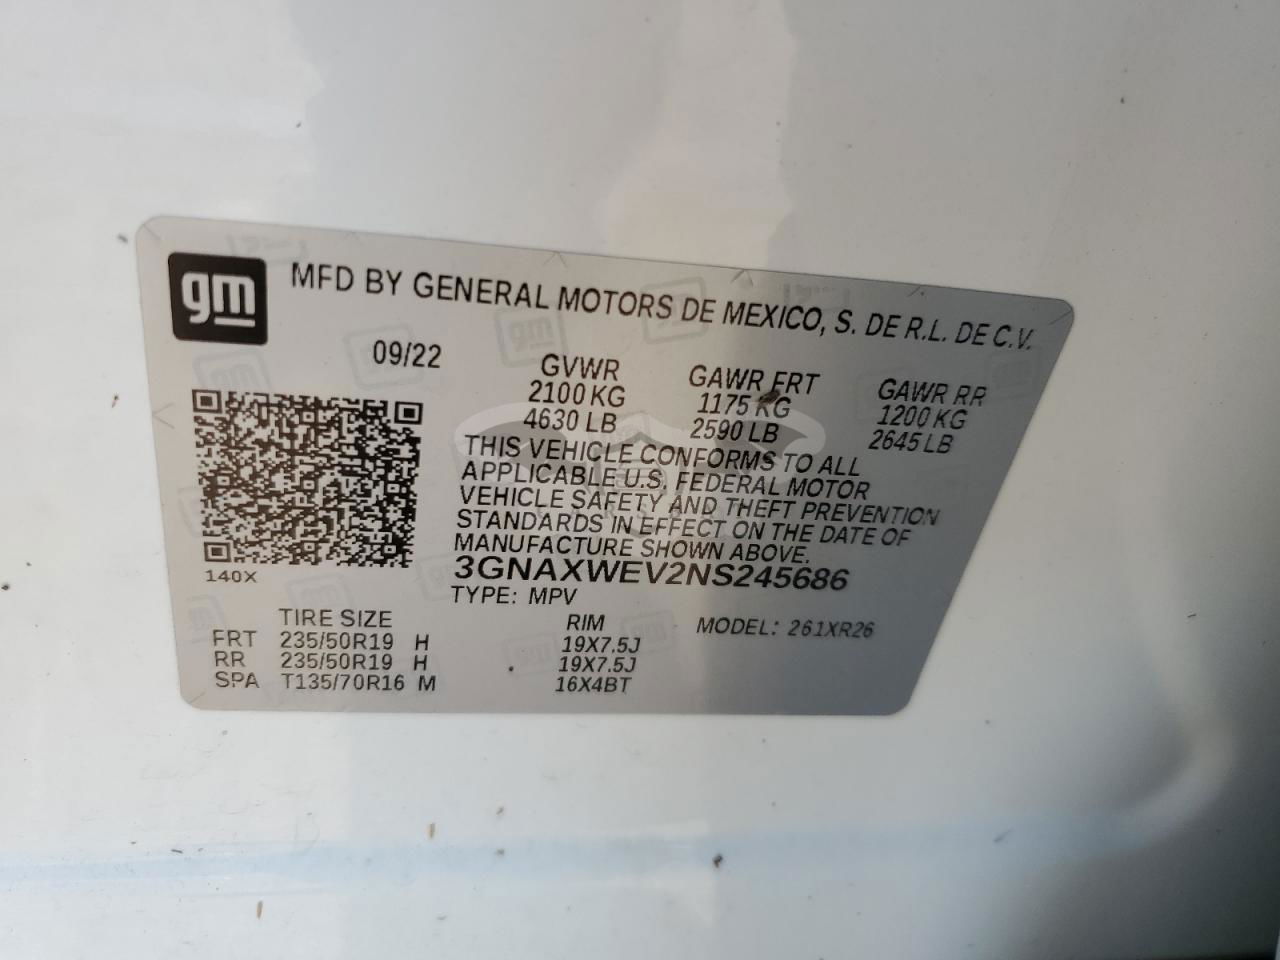 gm MFD BY GENERAL MOTORS DE MEXICO, S. DE R.L. DE C.V.
09/22
GVWR GAWR FRT GAWR RR
2100 KG 1175 KG 1200 KG
4630 LB 2590 LB 2645 LB
THIS VEHICLE CONFORMS TO ALL
APPLICABLE U.S. FEDERAL MOTOR
VEHICLE SAFETY AND THEFT PREVENTION
STANDARDS IN EFFECT ON THE DATE OF
MANUFACTURE SHOWN ABOVE.
140X
3GNAXWEV2NS245686
TYPE: MPV
TIRE SIZE RIM MODEL: 261XR26
FRT 235/50R19 H 19X7.5J
RR 235/50R19 H 19X7.5J
SPA T135/70R16 M 16X4BT